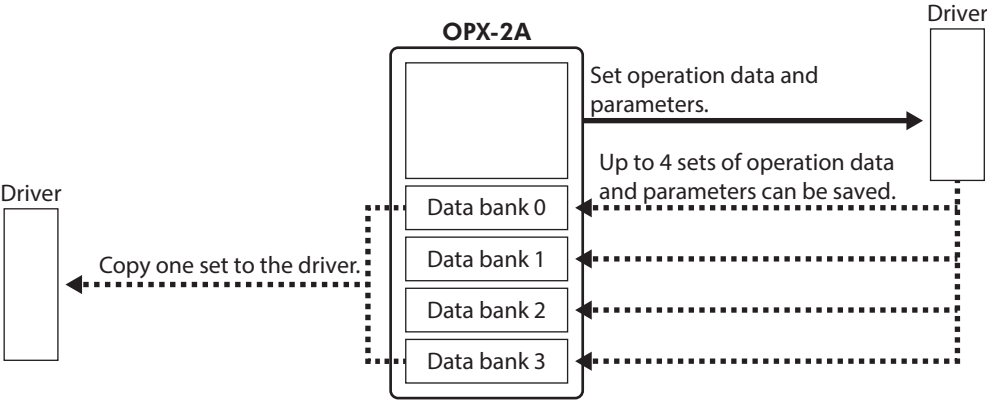 Driver
OPX-2A
Set operation data and
parameters.
Up to 4 sets of operation data
and parameters can be saved.
Driver
Data bank 0
Copy one set to the driver.
Data bank 1
Data bank 2
Data bank 3